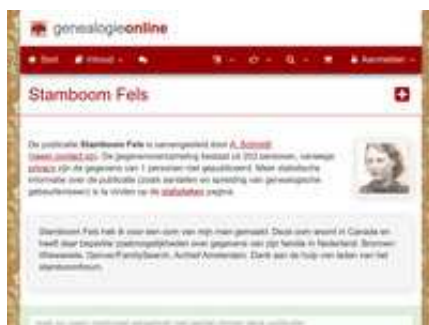 genealogieonline
Start Inhoud Aanmelden
Stamboom Fels
De publicatie Stamboom Fels is samengesteld door A.
(neem contact op). De gegevensverzameling bestaat uit personen, vanwege
privacy zijn de gegevens van 1 personen niet gepubliceerd. Meer statistische
informatie over de publicatie (zoals aantallen en spreiding van genealogische
gebeurtenissen) is te vinden op de statistieken pagina.
Stamboom Fels heb ik voor een oom van mijn man gemaakt. Deze oom woont in Canada en
heeft daar beperkte zoekmogelijkheden over gegevens van zijn familie in Nederland. Bronnen:
Wiewaswie, FamilySearch, Archief Amsterdam. Dank aan de hulp van leden van het
stamboomforum.